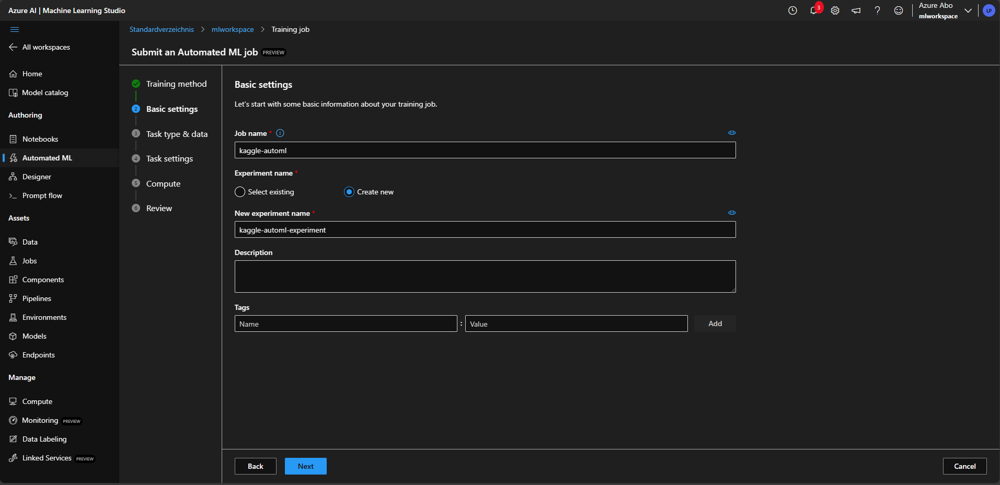 Azure AI | Machine Learning Studio
3
Azure Abo
mlworkspace
LP
All workspaces
Home
Model catalog
Authoring
Notebooks
Automated ML
Designer
Prompt flow
Assets
Data
Jobs
Components
Pipelines
Environments
Models
Endpoints
Manage
Compute
Monitoring PREVIEW
Data Labeling
Linked Services PREVIEW
Standardverzeichnis > mlworkspace > Training job
Submit an Automated ML job PREVIEW
Training method
2 Basic settings
3 Task type & data
4 Task settings
5 Compute
6 Review
Basic settings
Let's start with some basic information about your training job.
Job name *
kaggle-automl
Experiment name *
Select existing
Create new
New experiment name *
kaggle-automl-experiment
Description
Tags
Name : Value Add
Back Next Cancel